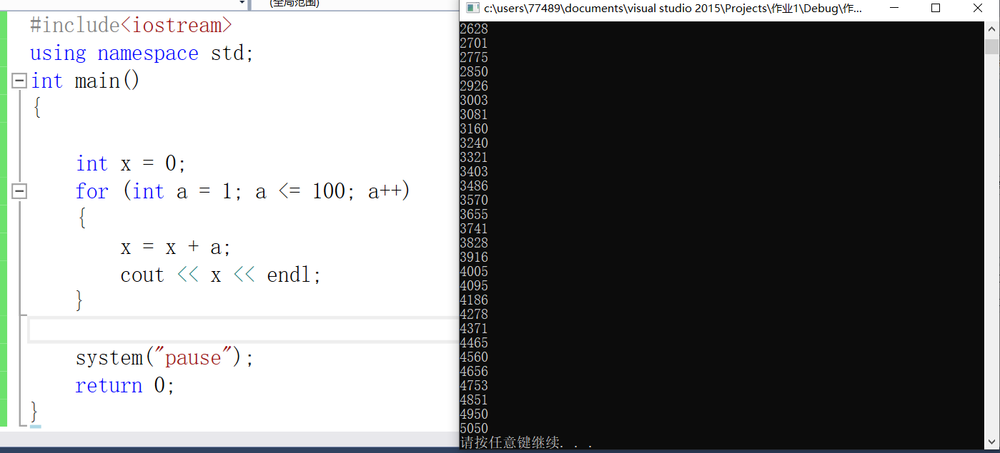 (全局范围)
#include<iostream>
using namespace std;
int main()
{
int x = 0;
for (int a = 1; a <= 100; a++)
{
x = x + a;
cout << x << endl;
}
system("pause");
return 0;
}
c:\users\77489\documents\visual studio 2015\Projects\作业1\Debug\作...
2628
2701
2775
2850
2926
3003
3081
3160
3240
3321
3403
3486
3570
3655
3741
3828
3916
4005
4095
4186
4278
4371
4465
4560
4656
4753
4851
4950
5050
请按任意键继续. . .